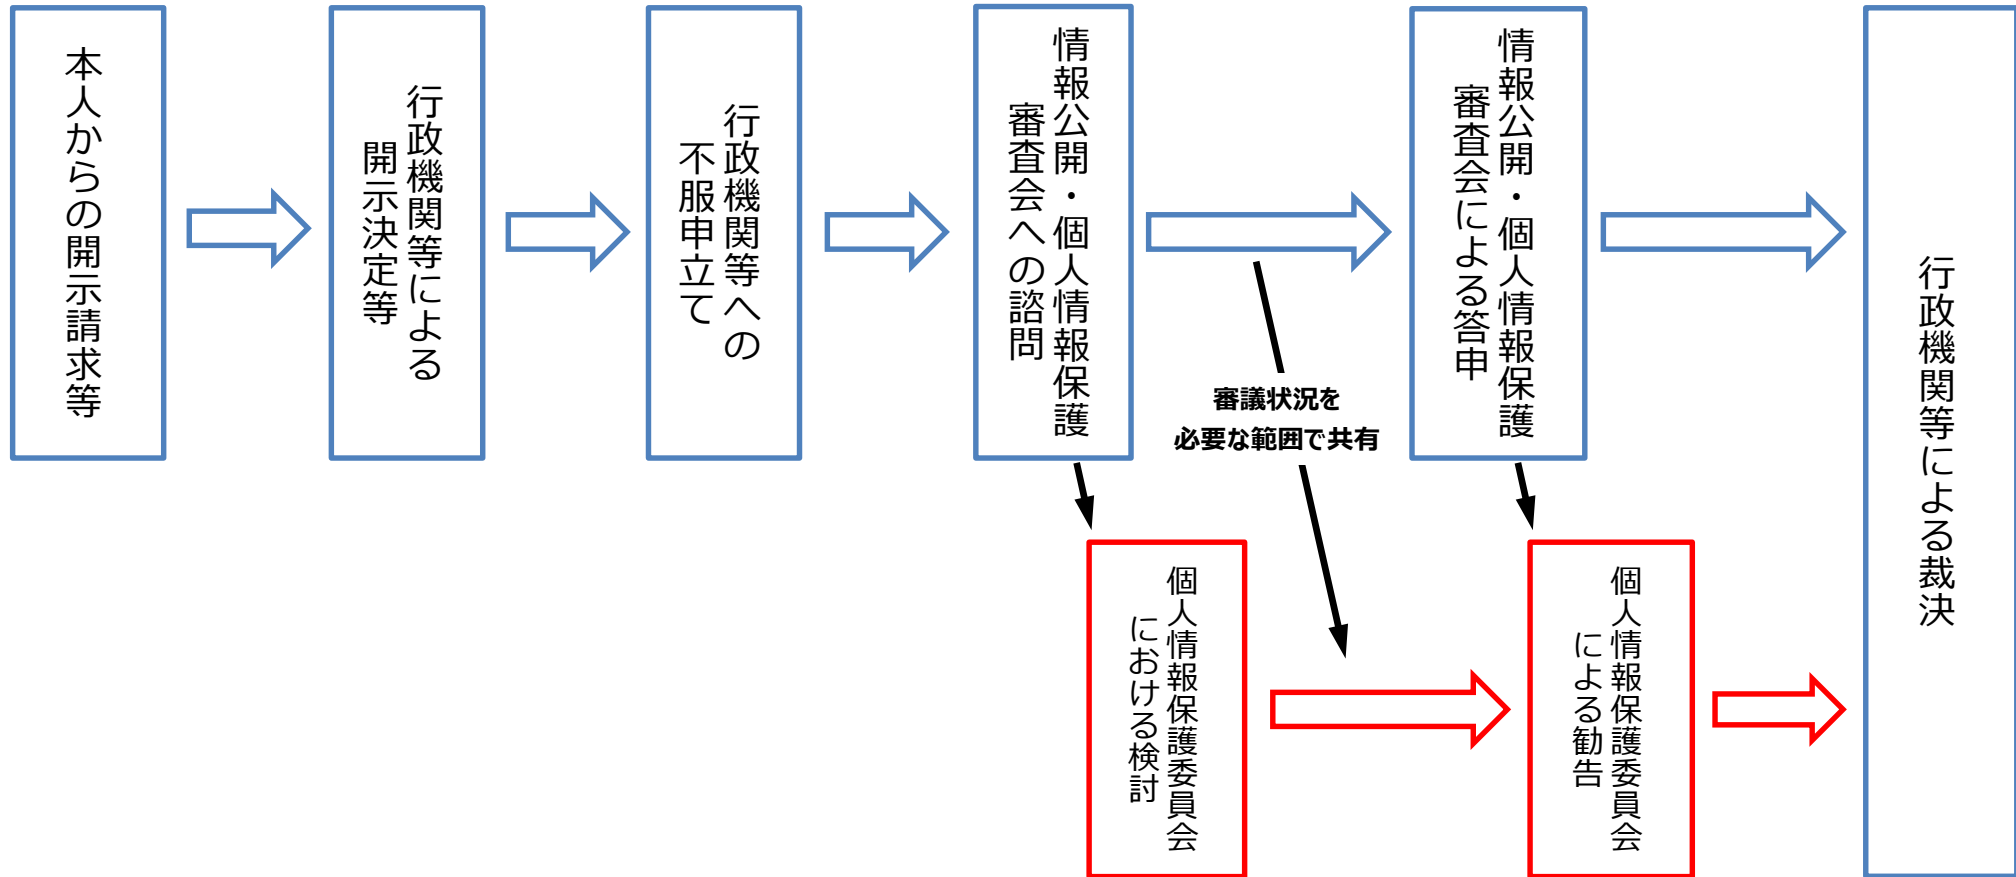 本人からの開示請求等
行政機関等による
開示決定等
行政機関等への
不服申立て
情報公開・個人情報保護
審査会への諮問
審議状況を
必要な範囲で共有
情報公開・個人情報保護
審査会による答申
個人情報保護委員会
における検討
個人情報保護委員会
による勧告
行政機関等による裁決